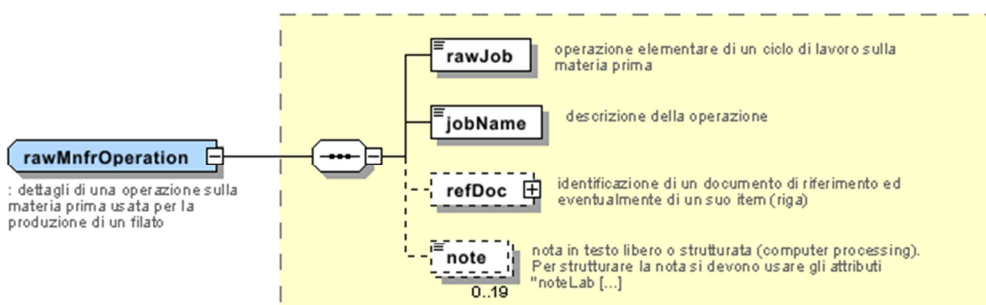 rawJob
operazione elementare di un ciclo di lavoro sulla
materia prima
jobName
descrizione della operazione
rawMnfrOperation
: dettagli di una operazione sulla
materia prima usata per la
produzione di un filato
refDoc
identificazione di un documento di riferimento ed
eventualmente di un suo item (riga)
note
nota in testo libero o strutturata (computer processing).
Per strutturare la nota si devono usare gli attributi
"noteLab [...]
0..19